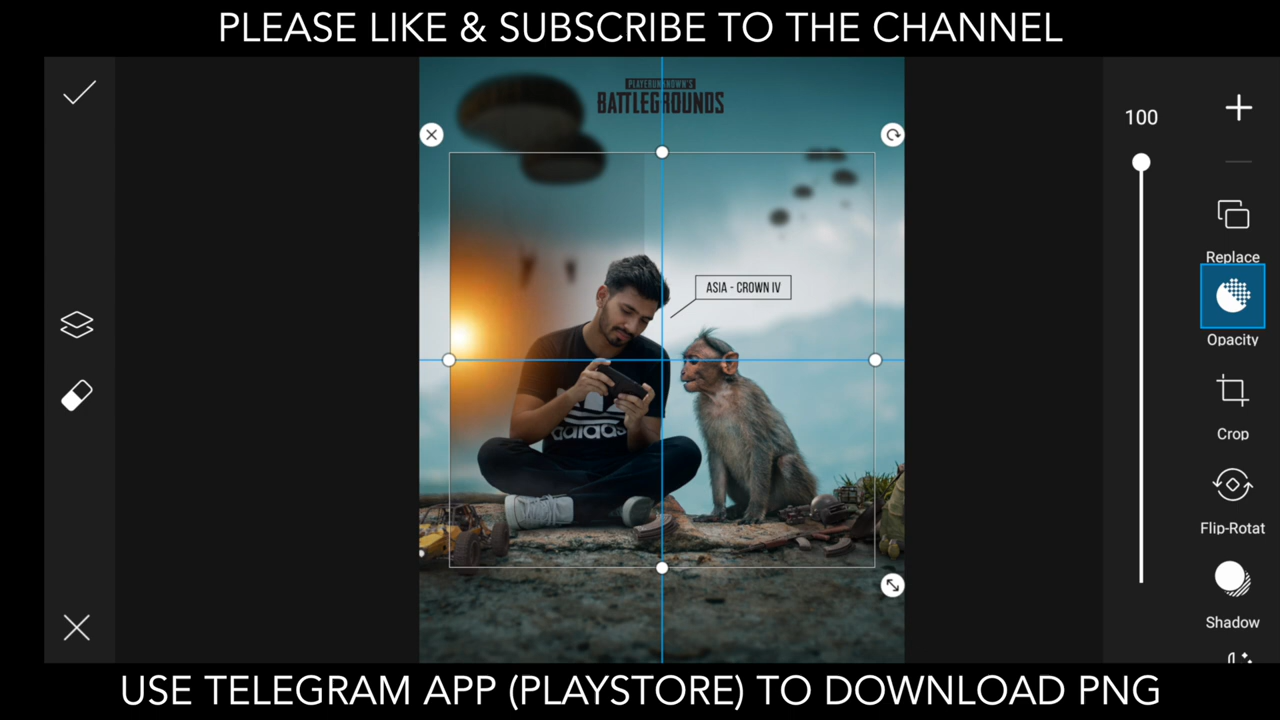 PLEASE LIKE & SUBSCRIBE TO THE CHANNEL
PLAYERUNKNOWN'S
BATTLEGROUNDS
100
Replace
ASIA - CROWN IV
Opacity
adidas
Crop
Flip-Rotat
Shadow
USE TELEGRAM APP (PLAYSTORE) TO DOWNLOAD PNG